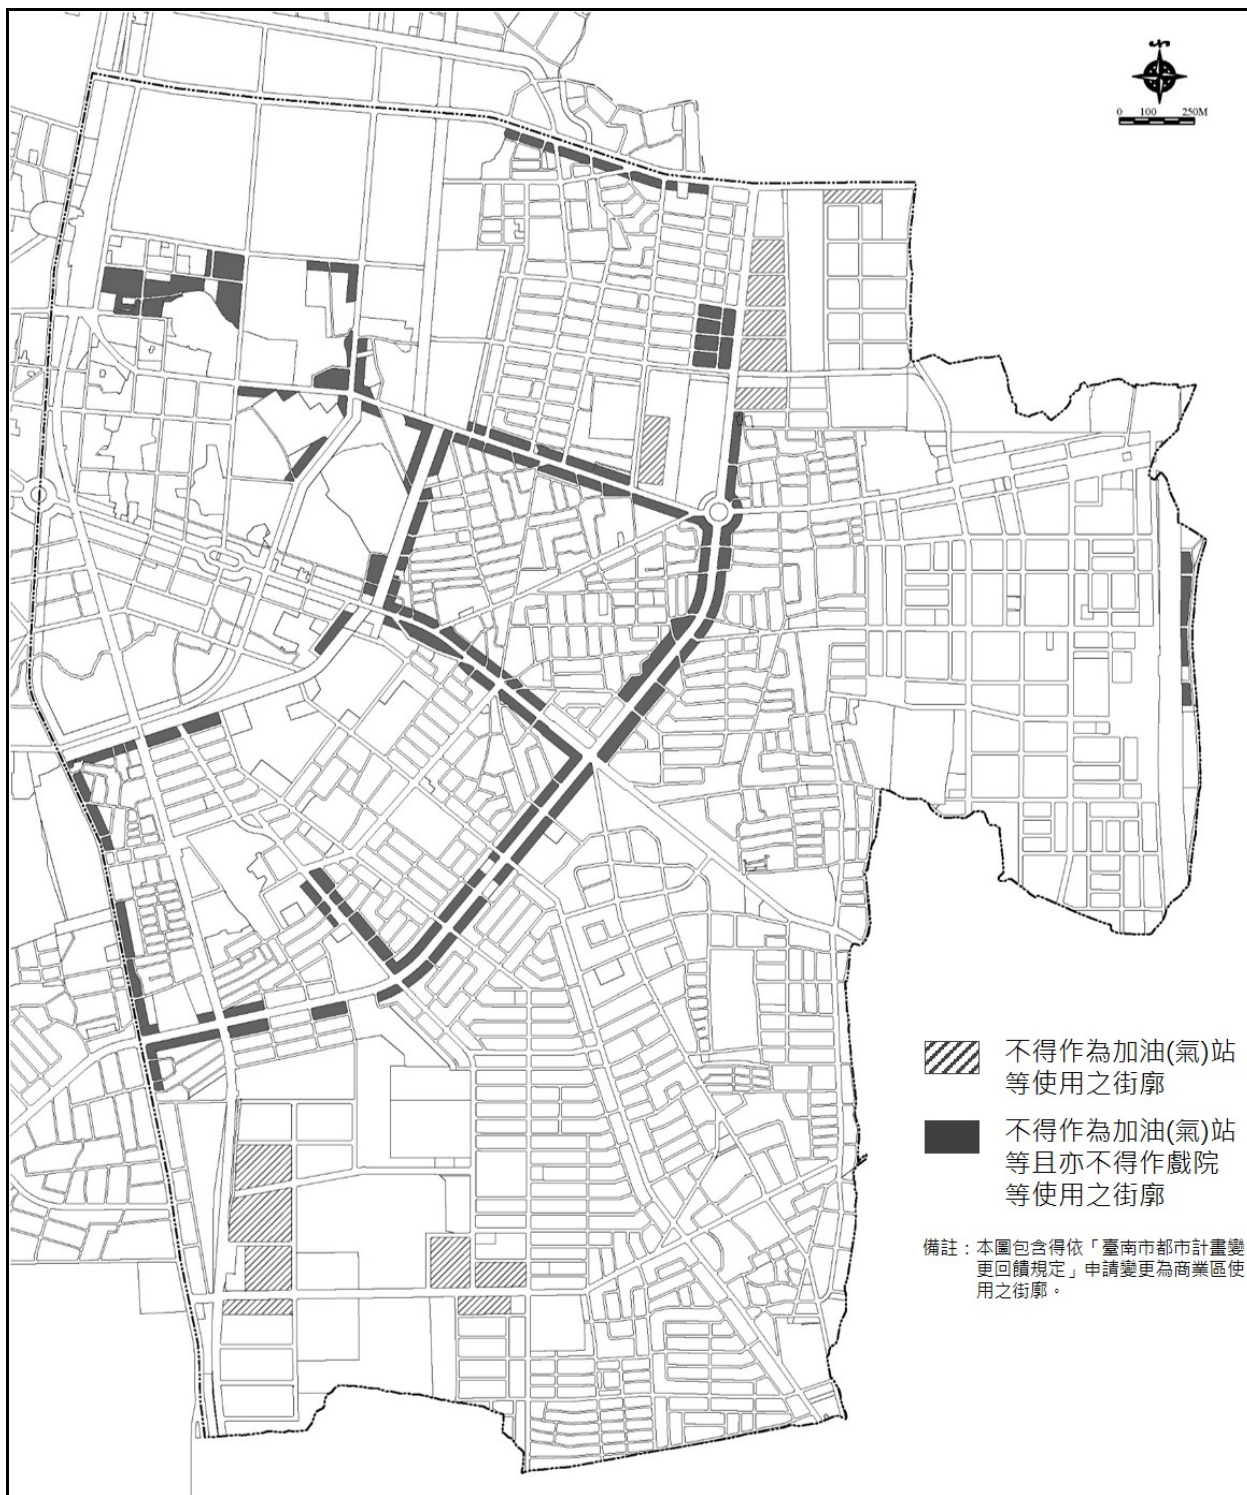 0 100 250M
不得作為加油(氣)站
等使用之街廓
不得作為加油(氣)站
等且亦不得作戲院
等使用之街廓
備註：本圖包含得依「臺南市都市計畫變
更回饋規定」申請變更為商業區使
用之街廓。